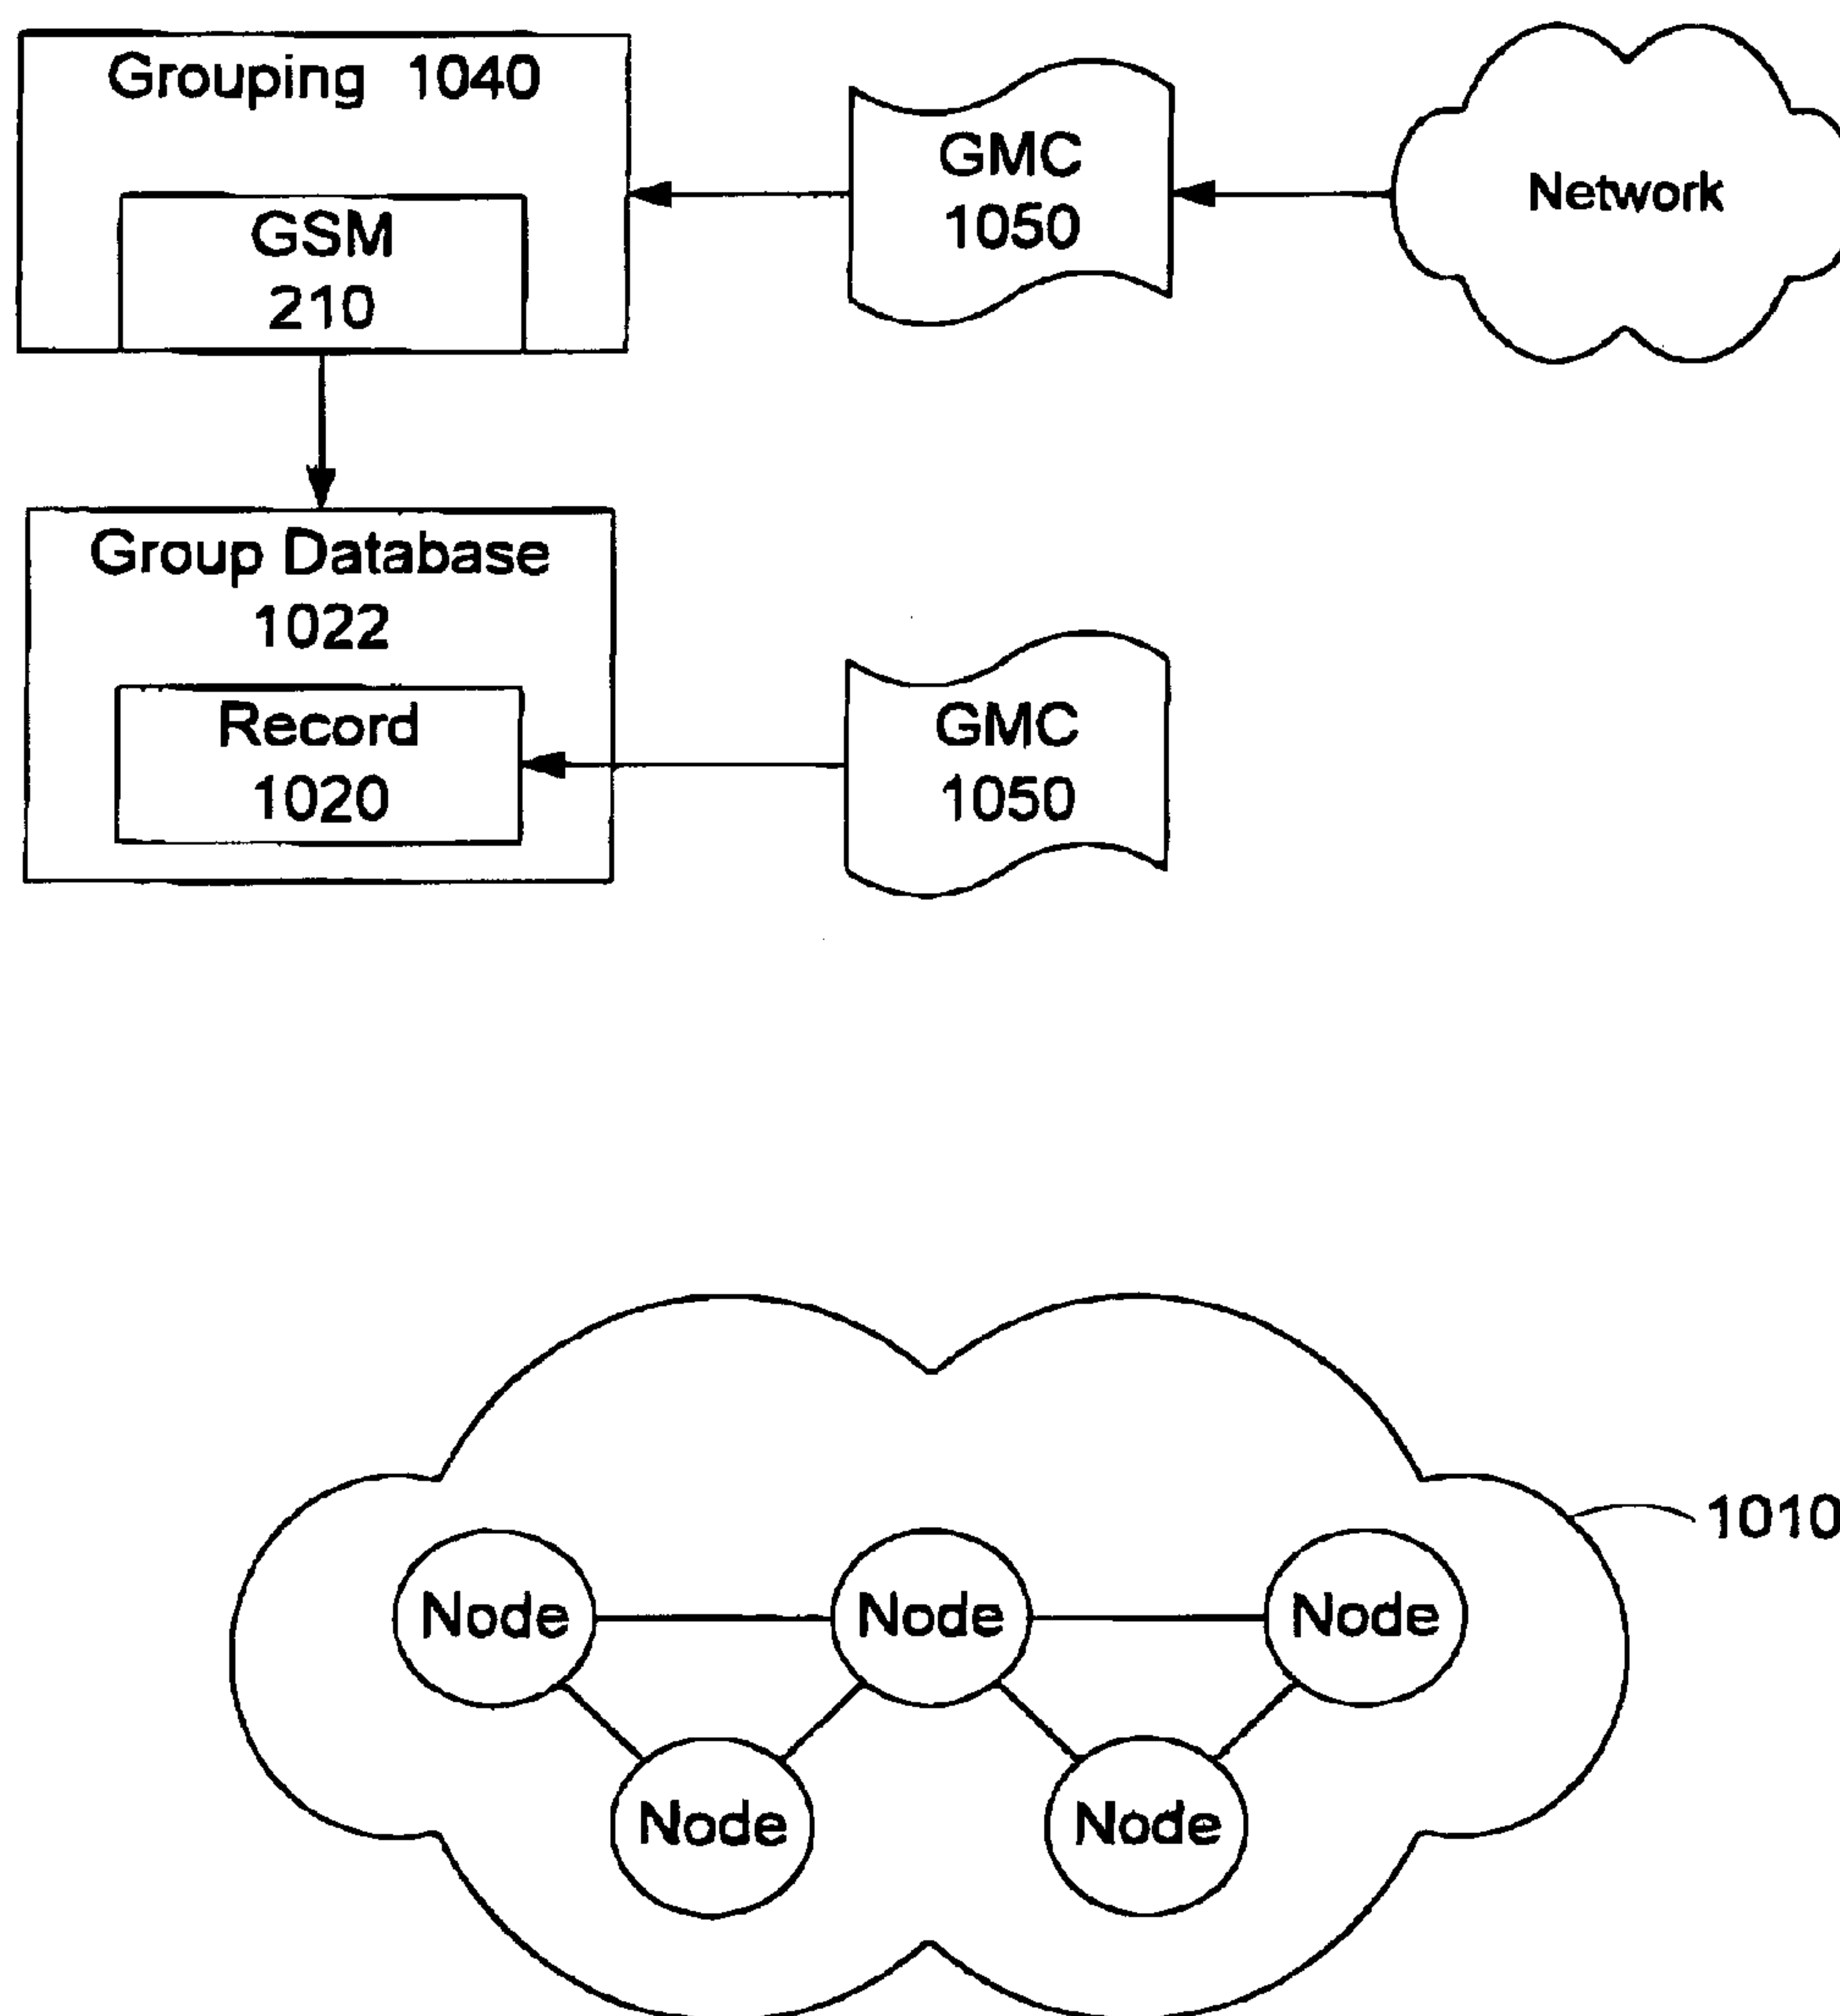 Grouping 1040
GSM
210
GMC
1050
Network
Group Database
1022
Record
1020
GMC
1050
1010
Node
Node
Node
Node
Node